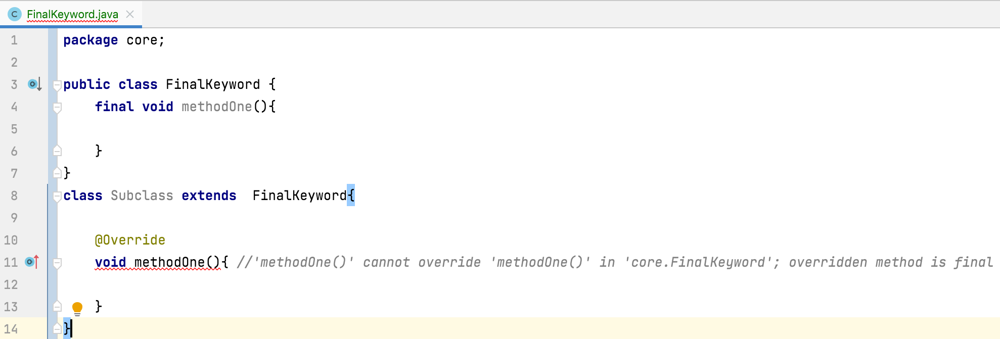 C FinalKeyword.java
1 package core;
2
3 public class FinalKeyword {
4 final void methodOne(){
5
6 }
7 }
8 class Subclass extends  FinalKeyword{
9
10 @Override
11 void methodOne(){ //'methodOne()' cannot override 'methodOne()' in 'core.FinalKeyword'; overridden method is final
12
13 }
14 }